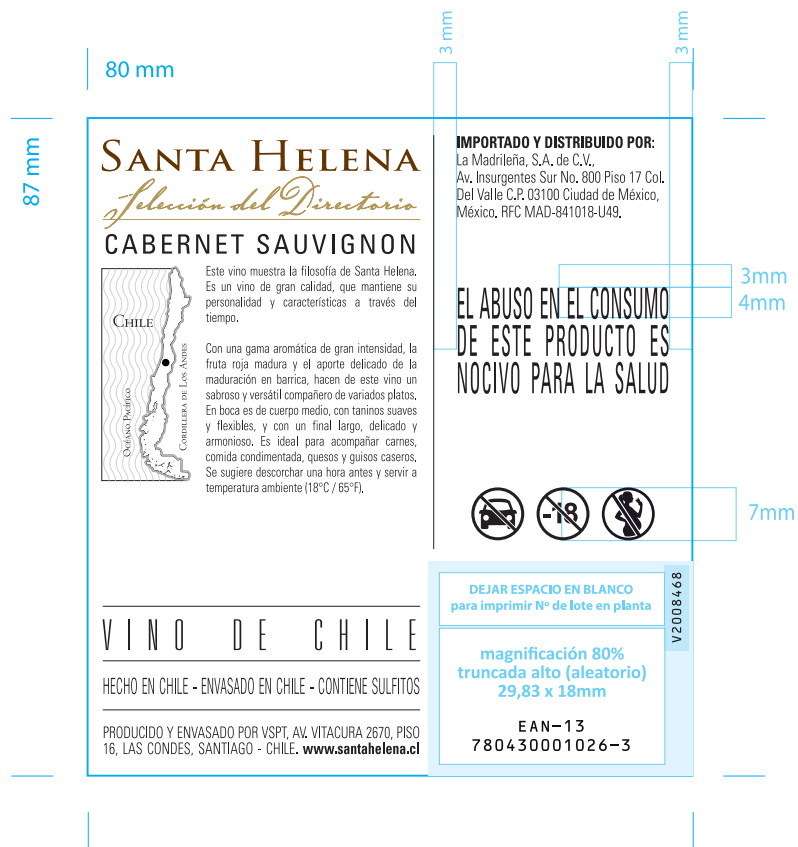 80 mm
87 mm
3 mm
3 mm
SANTA HELENA
Selección del Directorio
CABERNET SAUVIGNON
CHILE
OCÉANO PACÍFICO
CORDILLERA DE LOS ANDES
Este vino muestra la filosofía de Santa Helena.
Es un vino de gran calidad, que mantiene su
personalidad y características a través del
tiempo.
Con una gama aromática de gran intensidad, la
fruta roja madura y el aporte delicado de la
maduración en barrica, hacen de este vino un
sabroso y versátil compañero de variados platos.
En boca es de cuerpo medio, con taninos suaves
y flexibles, y con un final largo, delicado y
armonioso. Es ideal para acompañar carnes,
comida condimentada, quesos y guisos caseros.
Se sugiere descorchar una hora antes y servir a
temperatura ambiente (18°C / 65°F).
VINO DE CHILE
HECHO EN CHILE - ENVASADO EN CHILE - CONTIENE SULFITOS
PRODUCIDO Y ENVASADO POR VSPT, AV. VITACURA 2670, PISO
16, LAS CONDES, SANTIAGO - CHILE. www.santahelena.cl
IMPORTADO Y DISTRIBUIDO POR:
La Madrileña, S.A. de C.V.,
Av. Insurgentes Sur No. 800 Piso 17 Col.
Del Valle C.P. 03100 Ciudad de México,
México. RFC MAD-841018-U49.
EL ABUSO EN EL CONSUMO
DE ESTE PRODUCTO ES
NOCIVO PARA LA SALUD
3mm
4mm
-18
7mm
DEJAR ESPACIO EN BLANCO
para imprimir Nº de lote en planta
V2008468
magnificación 80%
truncada alto (aleatorio)
29,83 x 18mm
EAN-13
780430001026-3